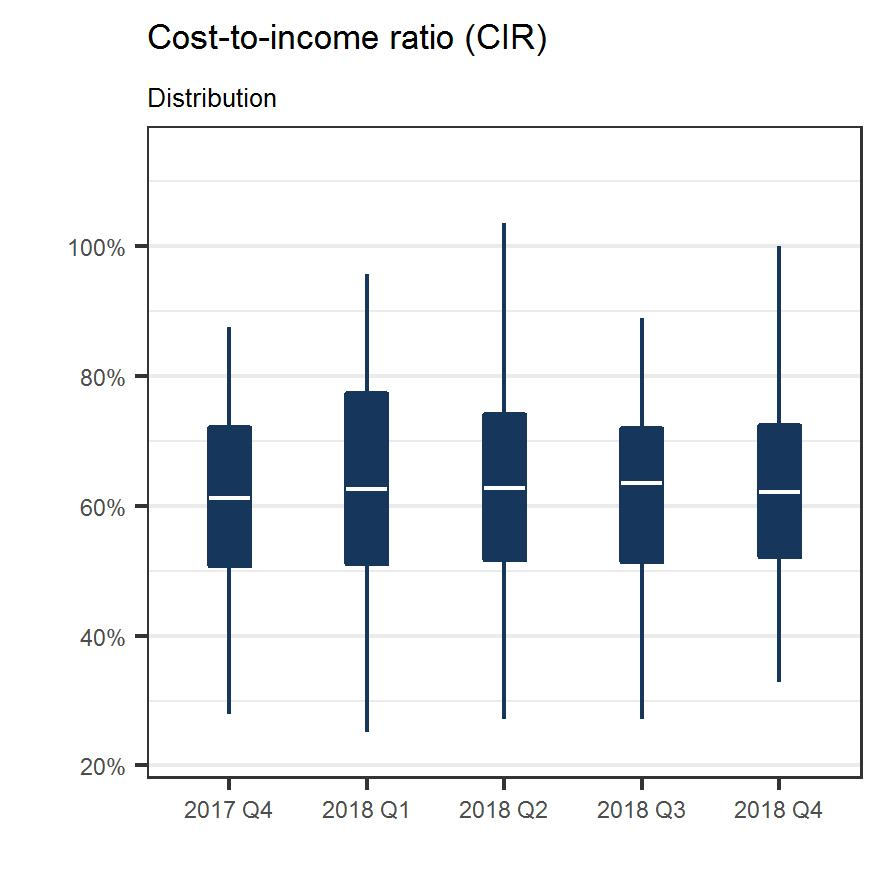 Cost-to-income ratio (CIR)
Distribution
100%
80%
60%
40%
20%
2017 Q4 2018 Q1 2018 Q2 2018 Q3 2018 Q4